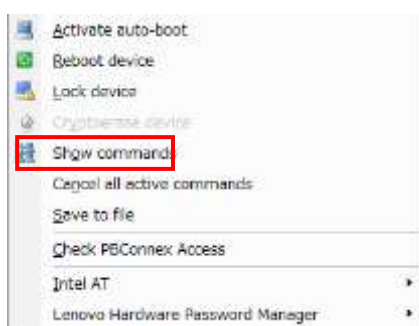 Activate auto-boot
Reboot device
Lock device
Cryptoerase device
Show commands
Cancel all active commands
Save to file
Check PBConnex Access
Intel AT
Lenovo Hardware Password Manager